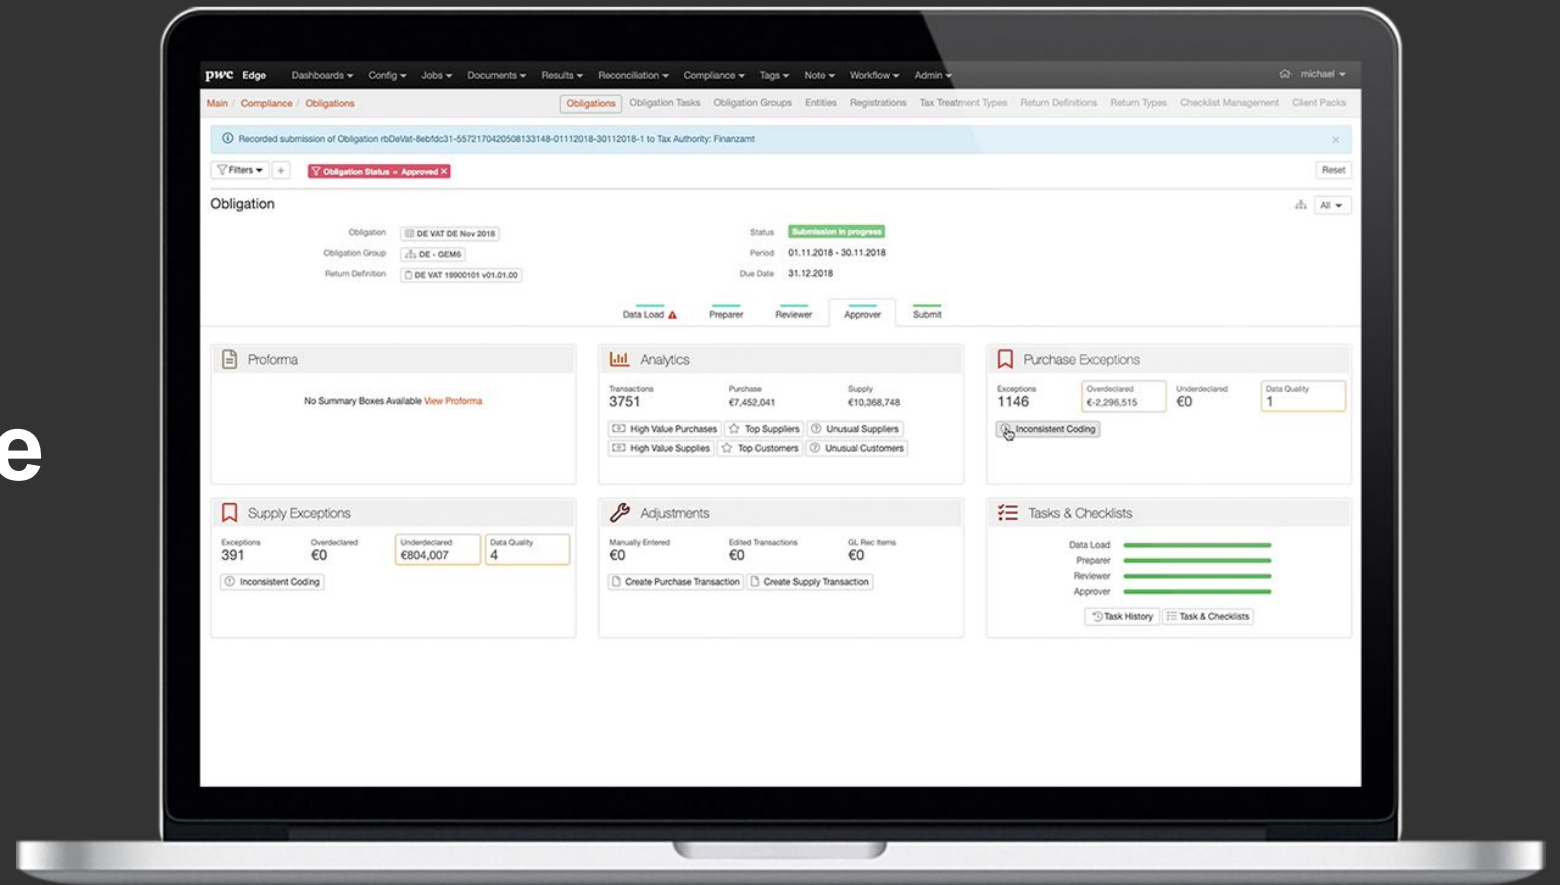 pwc Edge Dashboards Config Jobs Documents Results Reconciliation Compliance Tags Note Workflow Admin michael
Main / Compliance / Obligations Obligations Obligation Tasks Obligation Groups Entities Registrations Tax Treatment Types Return Definitions Return Types Checklist Management Client Packs
Recorded submission of Obligation rbDeVat-8ebfdc31-5572170420508133148-01112018-30112018-1 to Tax Authority: Finanzamt ×
Filters + Obligation Status = Approved × Reset
Obligation All
Obligation DE VAT DE Nov 2018 Status Submission in progress
Obligation Group DE - GEM6 Period 01.11.2018 - 30.11.2018
Return Definition DE VAT 19900101 v01.01.00 Due Date 31.12.2018
Data Load Preparer Reviewer Approver Submit
Proforma
No Summary Boxes Available View Proforma
Analytics
Transactions Purchase Supply
3751 €7,452,041 €10,368,748
High Value Purchases Top Suppliers Unusual Suppliers
High Value Supplies Top Customers Unusual Customers
Purchase Exceptions
Exceptions Overdeclared Underdeclared Data Quality
1146 €-2,296,515 €0 1
Inconsistent Coding
e
Supply Exceptions
Exceptions Overdeclared Underdeclared Data Quality
391 €0 €804,007 4
Inconsistent Coding
Adjustments
Manually Entered Edited Transactions GL Rec Items
€0 €0 €0
Create Purchase Transaction Create Supply Transaction
Tasks & Checklists
Data Load
Preparer
Reviewer
Approver
Task History Task & Checklists